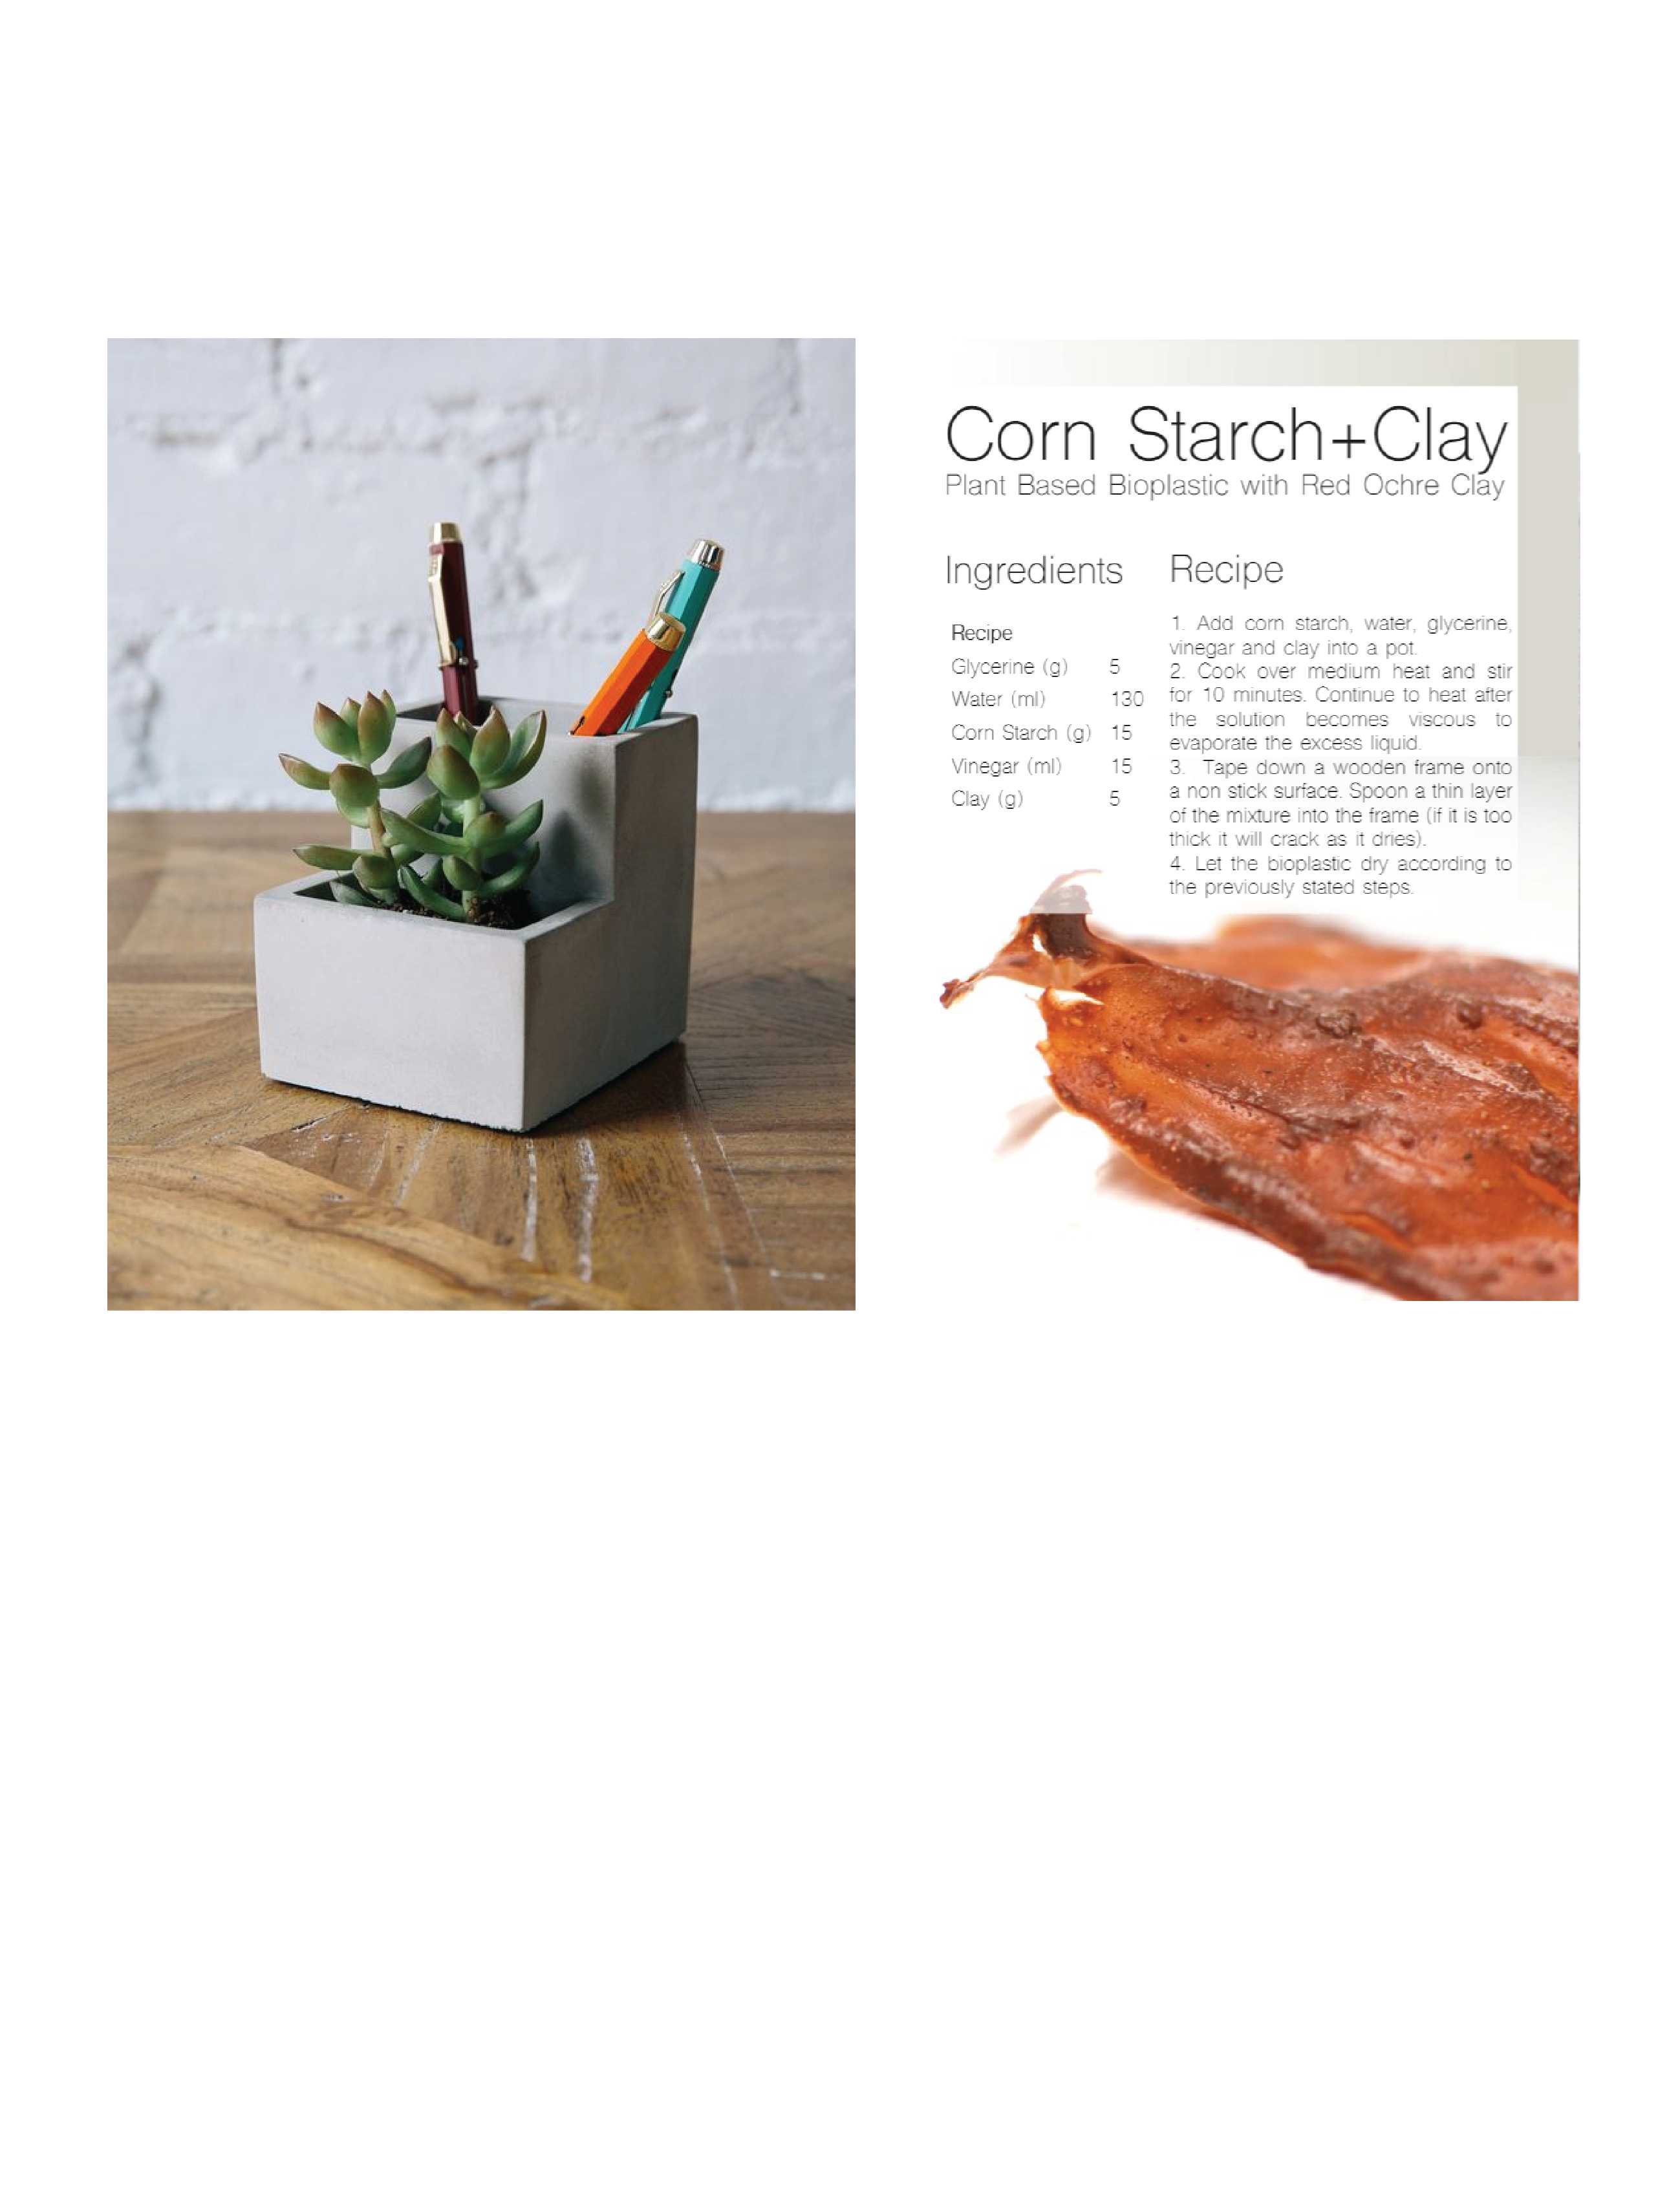 Corn Starch+Clay
Plant Based Bioplastic with Red Ochre Clay
Ingredients
Recipe
Glycerine (g) 5
Water (ml) 130
Corn Starch (g) 15
Vinegar (ml) 15
Clay (g) 5
Recipe
1. Add corn starch, water, glycerine,
vinegar and clay into a pot.
2. Cook over medium heat and stir
for 10 minutes. Continue to heat after
the solution becomes viscous to
evaporate the excess liquid.
3. Tape down a wooden frame onto
a non stick surface. Spoon a thin layer
of the mixture into the frame (if it is too
thick it will crack as it dries).
4. Let the bioplastic dry according to
the previously stated steps.